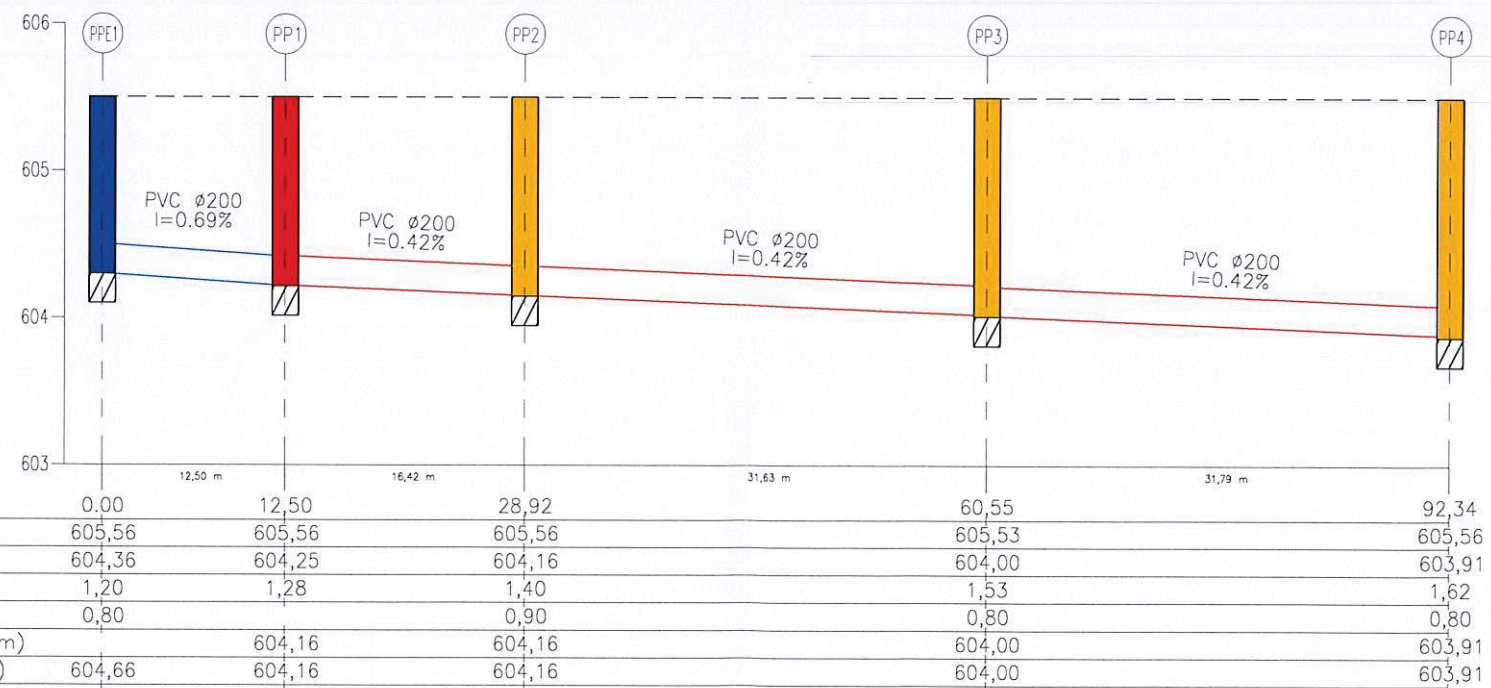 606
PPE1 PP1 PP2 PP3 PP4
605
PVC ø200
I=0.69%
PVC ø200
I=0.42%
PVC ø200
I=0.42%
PVC ø200
I=0.42%
604
603
12,50 m 16,42 m 31,63 m 31,79 m
0.00 12,50 28,92 60,55 92,34
605,56 605,56 605,56 605,53 605,56
604,36 604,25 604,16 604,00 603,91
1,20 1,28 1,40 1,53 1,62
0,80 0,90 0,80 0,80
m) 604,16 604,16 604,00 603,91
) 604,66 604,16 604,16 604,00 603,91